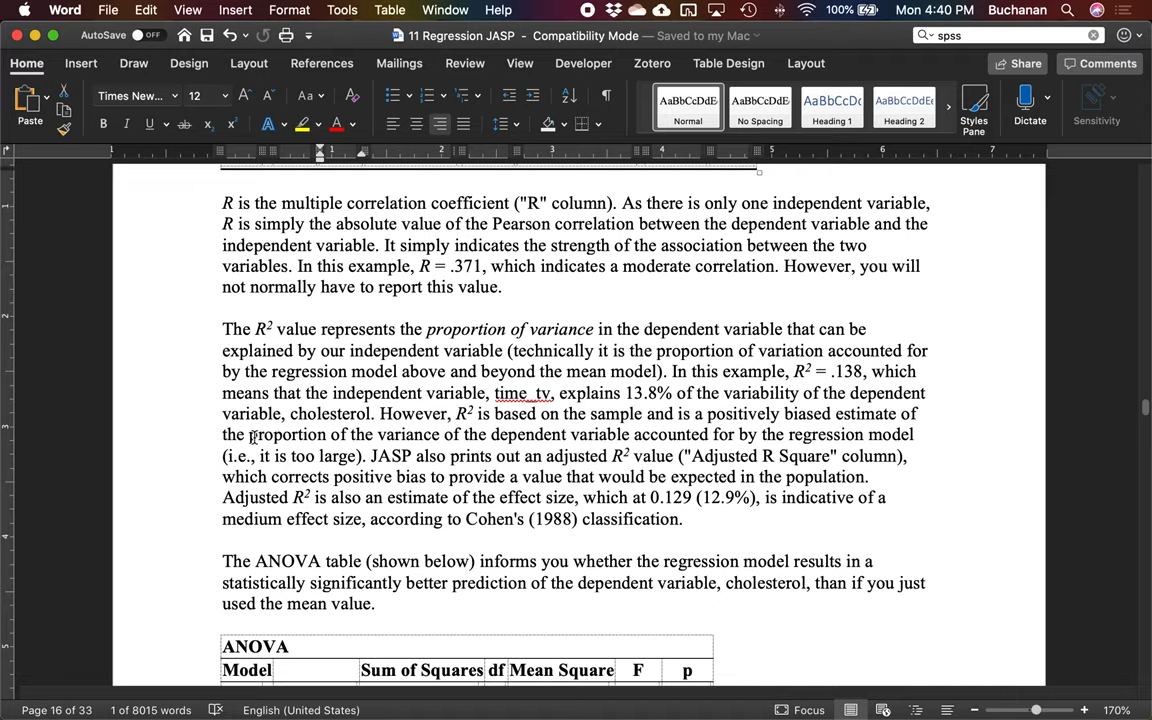 Word File Edit View Insert Format Tools Table Window Help 100% Mon 4:40 PM Buchanan
AutoSave OFF 11 Regression JASP - Compatibility Mode — Saved to my Mac spss
Home Insert Draw Design Layout References Mailings Review View Developer Zotero Table Design Layout Share Comments
Paste Times New... 12 Aa AaBbCcDdE Normal AaBbCcDdE No Spacing AaBbCcDc Heading 1 AaBbCcDdEe Heading 2 Styles Pane Dictate Sensitivity
B I U ab x₂ x² A A
1 1 2 3 4 5 6 7
R is the multiple correlation coefficient ("R" column). As there is only one independent variable,
R is simply the absolute value of the Pearson correlation between the dependent variable and the
independent variable. It simply indicates the strength of the association between the two
variables. In this example, R = .371, which indicates a moderate correlation. However, you will
not normally have to report this value.
The R² value represents the proportion of variance in the dependent variable that can be
explained by our independent variable (technically it is the proportion of variation accounted for
by the regression model above and beyond the mean model). In this example, R² = .138, which
means that the independent variable, time_tv, explains 13.8% of the variability of the dependent
variable, cholesterol. However, R² is based on the sample and is a positively biased estimate of
the proportion of the variance of the dependent variable accounted for by the regression model
(i.e., it is too large). JASP also prints out an adjusted R² value ("Adjusted R Square" column),
which corrects positive bias to provide a value that would be expected in the population.
Adjusted R² is also an estimate of the effect size, which at 0.129 (12.9%), is indicative of a
medium effect size, according to Cohen's (1988) classification.
The ANOVA table (shown below) informs you whether the regression model results in a
statistically significantly better prediction of the dependent variable, cholesterol, than if you just
used the mean value.
ANOVA
Model Sum of Squares df Mean Square F p
Page 16 of 33 1 of 8015 words English (United States) Focus 170%